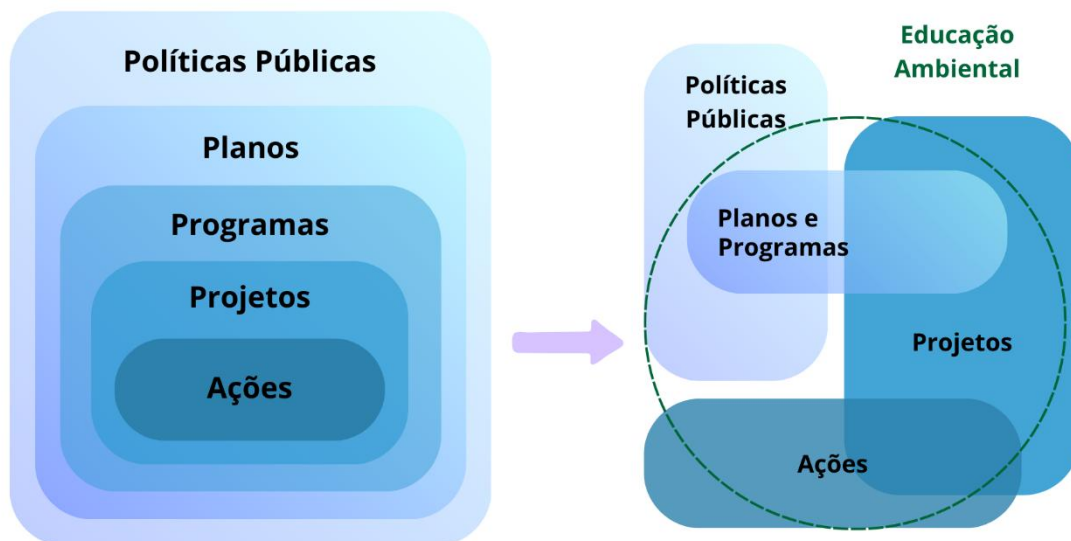 Políticas Públicas
Planos
Programas
Projetos
Ações
Educação
Ambiental
Políticas
Públicas
Planos e
Programas
Projetos
Ações